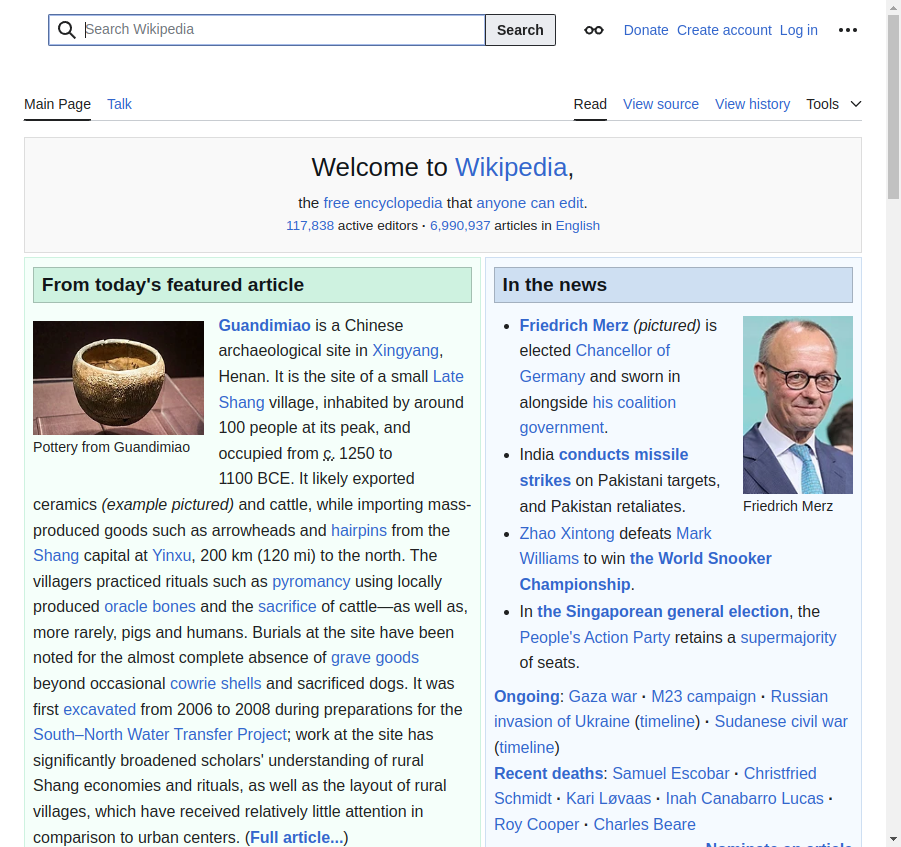 Search Wikipedia
Search
Donate Create account Log in
Main Page Talk
Read View source View history Tools
Welcome to Wikipedia,
the free encyclopedia that anyone can edit.
117,838 active editors · 6,990,937 articles in English
From today's featured article
Pottery from Guandimiao
Guandimiao is a Chinese
archaeological site in Xingyang,
Henan. It is the site of a small Late
Shang village, inhabited by around
100 people at its peak, and
occupied from c. 1250 to
1100 BCE. It likely exported
ceramics (example pictured) and cattle, while importing mass-
produced goods such as arrowheads and hairpins from the
Shang capital at Yinxu, 200 km (120 mi) to the north. The
villagers practiced rituals such as pyromancy using locally
produced oracle bones and the sacrifice of cattle—as well as,
more rarely, pigs and humans. Burials at the site have been
noted for the almost complete absence of grave goods
beyond occasional cowrie shells and sacrificed dogs. It was
first excavated from 2006 to 2008 during preparations for the
South–North Water Transfer Project; work at the site has
significantly broadened scholars' understanding of rural
Shang economies and rituals, as well as the layout of rural
villages, which have received relatively little attention in
comparison to urban centers. (Full article...)
In the news
Friedrich Merz (pictured) is
elected Chancellor of
Germany and sworn in
alongside his coalition
government.
Friedrich Merz
India conducts missile
strikes on Pakistani targets,
and Pakistan retaliates.
Zhao Xintong defeats Mark
Williams to win the World Snooker
Championship.
In the Singaporean general election, the
People's Action Party retains a supermajority
of seats.
Ongoing: Gaza war · M23 campaign · Russian
invasion of Ukraine (timeline) · Sudanese civil war
(timeline)
Recent deaths: Samuel Escobar · Christfried
Schmidt · Kari Løvaas · Inah Canabarro Lucas ·
Roy Cooper · Charles Beare
Nominate an article